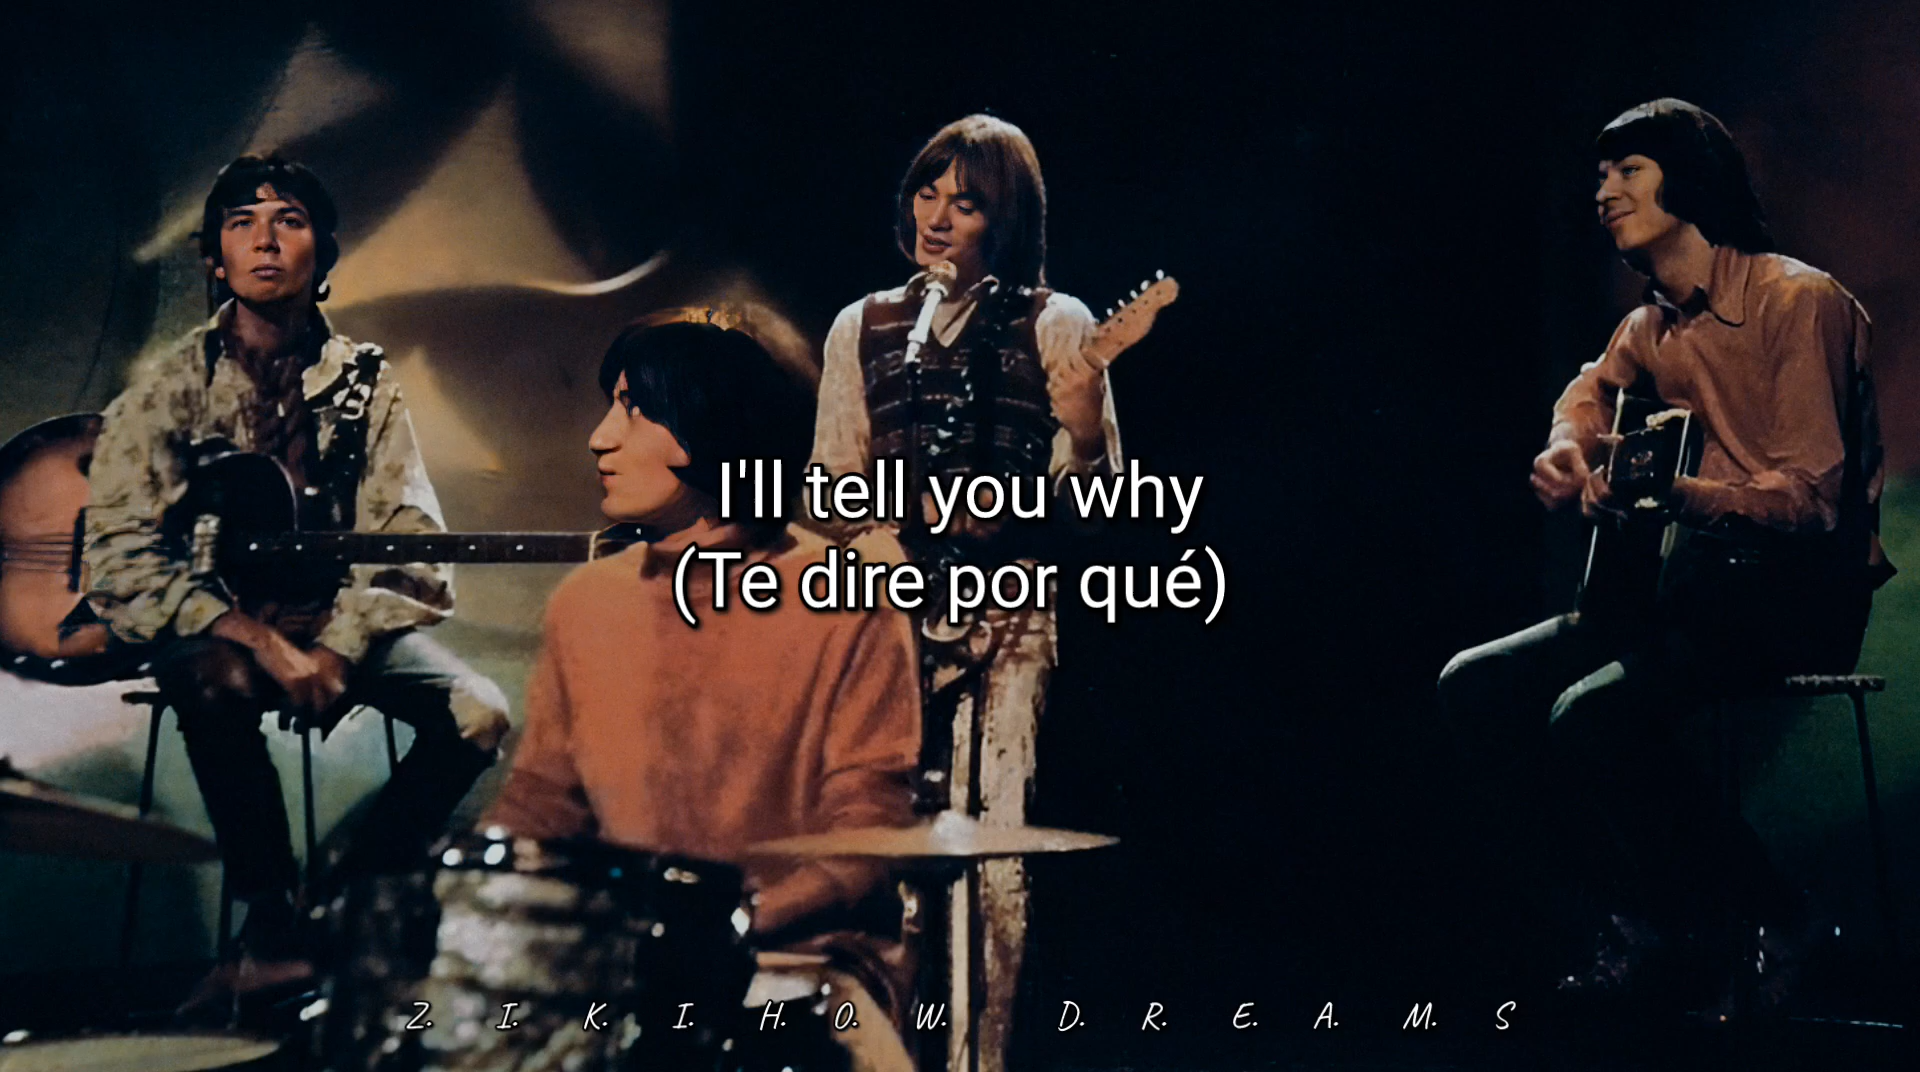 I'll tell you why
(Te dire por qué)
Z. I. K. I. H. O. W. D. R. E. A. M. S